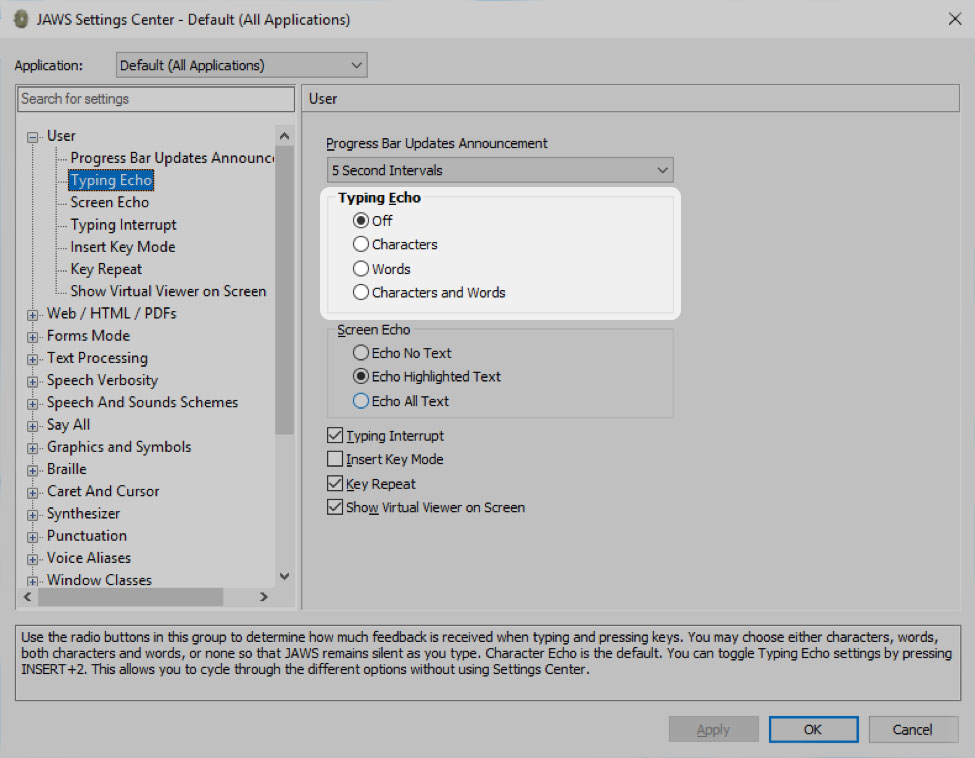 JAWS Settings Center - Default (All Applications)
Application:
Default (All Applications)
Search for settings
User
Progress Bar Updates Announc
Typing Echo
Screen Echo
Typing Interrupt
Insert Key Mode
Key Repeat
Show Virtual Viewer on Screen
Web / HTML / PDFs
Forms Mode
Text Processing
Speech Verbosity
Speech And Sounds Schemes
Say All
Graphics and Symbols
Braille
Caret And Cursor
Synthesizer
Punctuation
Voice Aliases
Window Classes
User
Progress Bar Updates Announcement
5 Second Intervals
Typing Echo
Off
Characters
Words
Characters and Words
Screen Echo
Echo No Text
Echo Highlighted Text
Echo All Text
Typing Interrupt
Insert Key Mode
Key Repeat
Show Virtual Viewer on Screen
Use the radio buttons in this group to determine how much feedback is received when typing and pressing keys. You may choose either characters, words,
both characters and words, or none so that JAWS remains silent as you type. Character Echo is the default. You can toggle Typing Echo settings by pressing
INSERT+2. This allows you to cycle through the different options without using Settings Center.
Apply
OK
Cancel